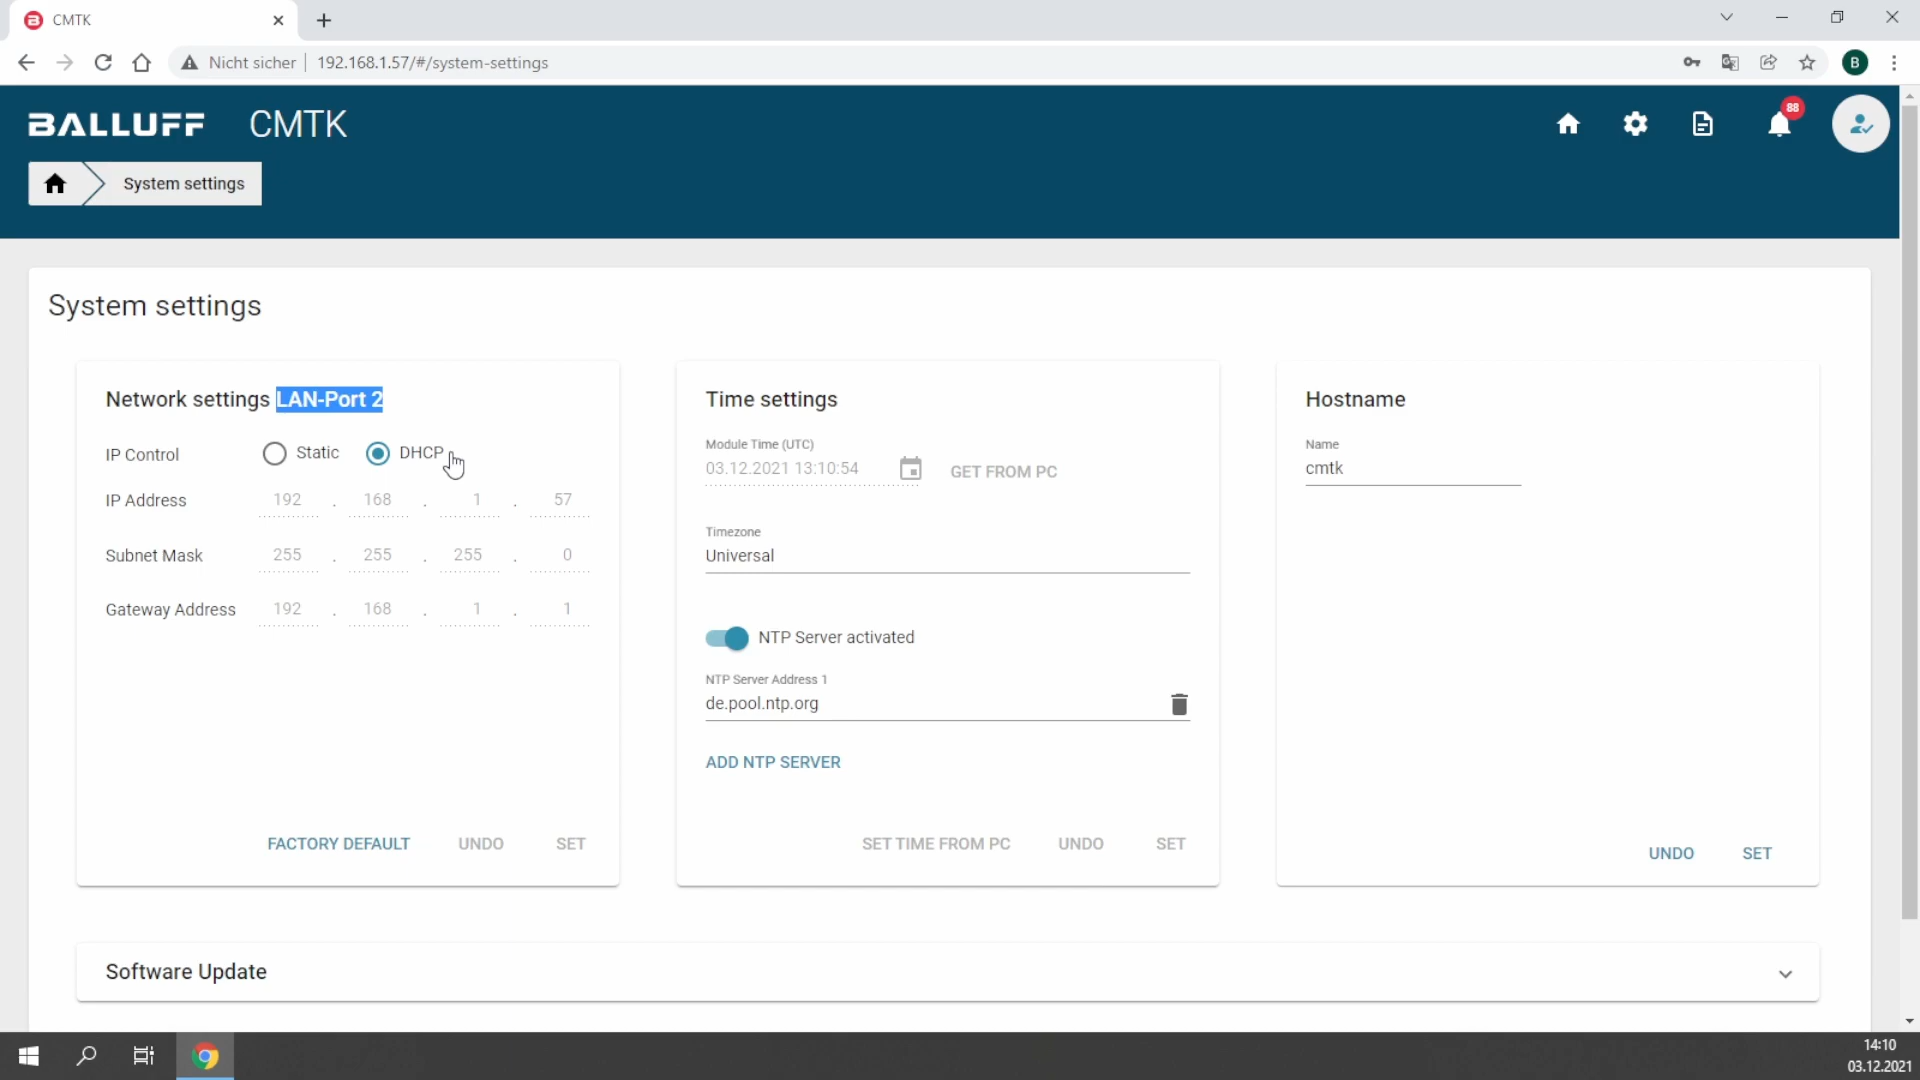 CMTK
Nicht sicher 192.168.1.57/#/system-settings
B
BALLUFF CMTK
88
System settings
System settings
Network settings LAN-Port 2
IP Control Static DHCP
IP Address 192 . 168 . 1 . 57
Subnet Mask 255 . 255 . 255 . 0
Gateway Address 192 . 168 . 1 . 1
FACTORY DEFAULT UNDO SET
Time settings
Module Time (UTC)
03.12.2021 13:10:54 GET FROM PC
Timezone
Universal
NTP Server activated
NTP Server Address 1
de.pool.ntp.org
ADD NTP SERVER
SET TIME FROM PC UNDO SET
Hostname
Name
cmtk
UNDO SET
Software Update
14:10
03.12.2021